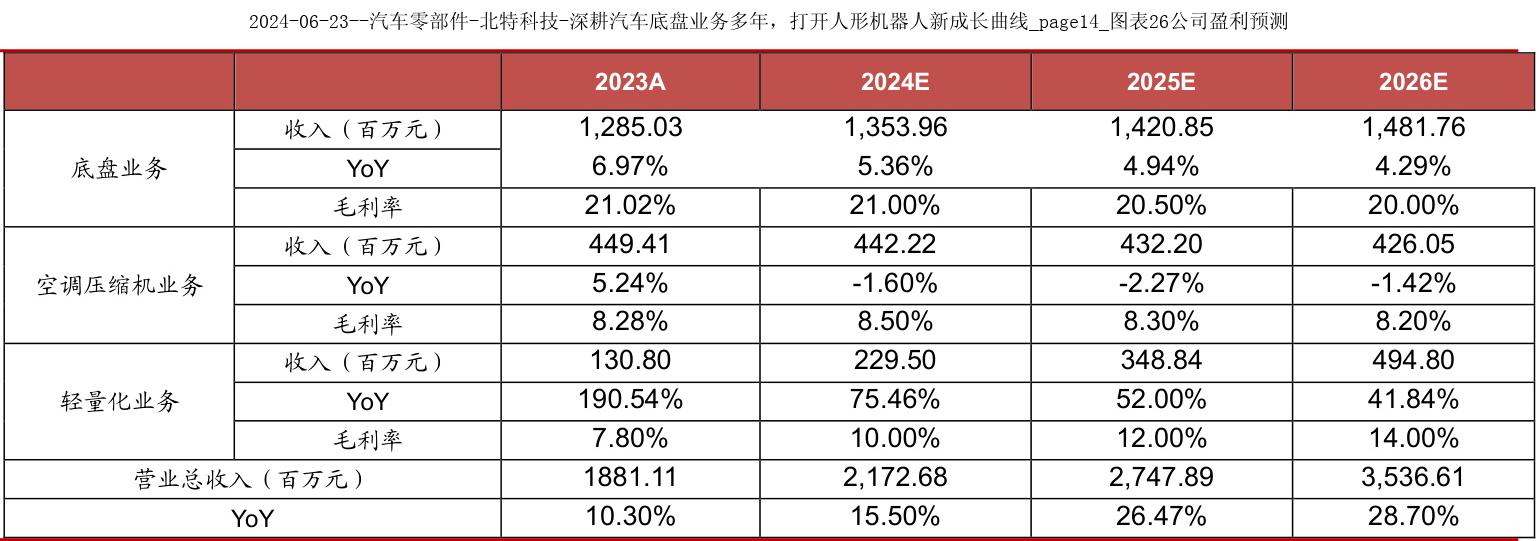 2024-06-23--汽车零部件-北特科技-深耕汽车底盘业务多年，打开人形机器人新成长曲线_page14_图表26公司盈利预测
2023A 2024E 2025E 2026E
底盘业务 收入（百万元） 1,285.03 1,353.96 1,420.85 1,481.76
YoY 6.97% 5.36% 4.94% 4.29%
毛利率 21.02% 21.00% 20.50% 20.00%
空调压缩机业务 收入（百万元） 449.41 442.22 432.20 426.05
YoY 5.24% -1.60% -2.27% -1.42%
毛利率 8.28% 8.50% 8.30% 8.20%
轻量化业务 收入（百万元） 130.80 229.50 348.84 494.80
YoY 190.54% 75.46% 52.00% 41.84%
毛利率 7.80% 10.00% 12.00% 14.00%
营业总收入（百万元） 1881.11 2,172.68 2,747.89 3,536.61
YoY 10.30% 15.50% 26.47% 28.70%